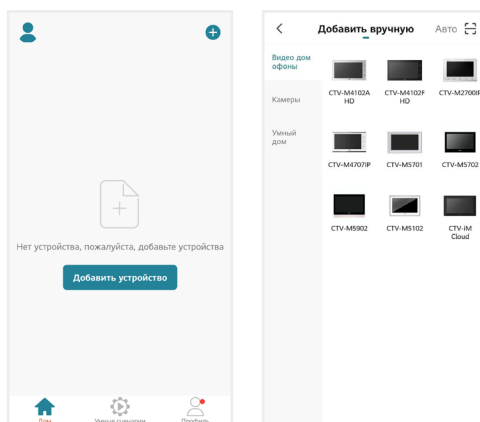 Нет устройства, пожалуйста, добавьте устройства
Добавить устройство
Дом
Умные сценарии
Профиль
Добавить вручную
Авто
Видео дом
офоны
Камеры
Умный
дом
CTV-M4102A
HD
CTV-M4102F
HD
CTV-M2700IP
CTV-M4707IP
CTV-M5701
CTV-M5702
CTV-M5902
CTV-M5102
CTV-iM
Cloud